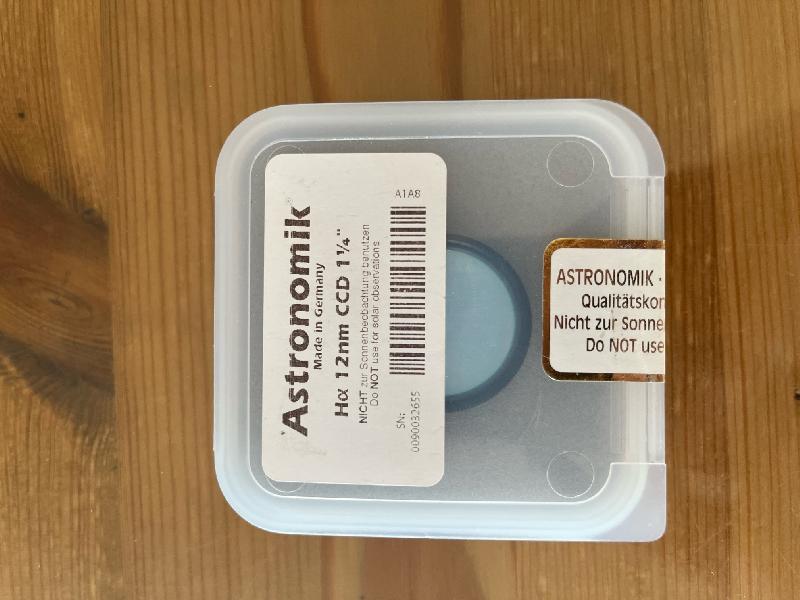 Astronomik®
Made in Germany
Hα 12nm CCD 1¼"
NICHT zur Sonnenbeobachtung benutzen
Do NOT use for solar observations
A1A8
SN:
0090032655
ASTRONOMIK ·
Qualitätskon
Nicht zur Sonne
Do NOT use